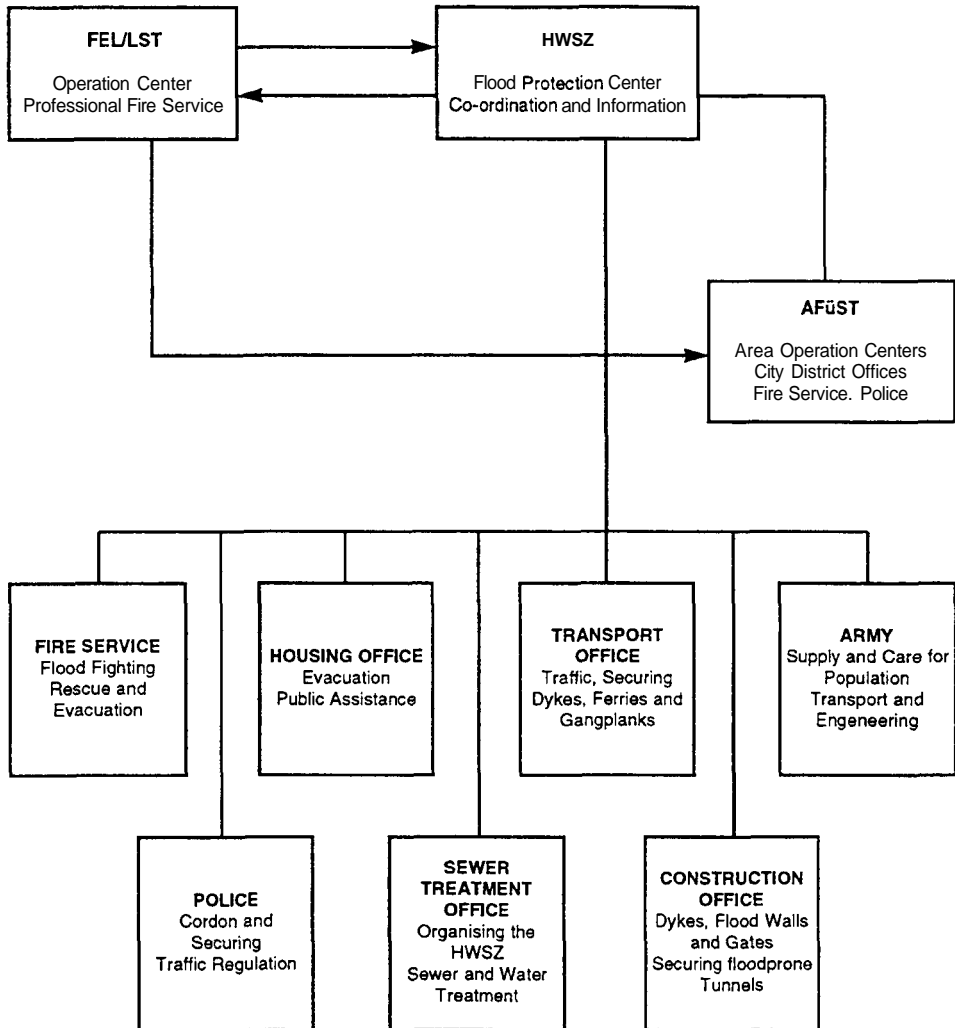 FEL/LST
Operation Center
Professional Fire Service
HWSZ
Flood Protection Center
Co-ordination and Information
AFüST
Area Operation Centers
City District Offices
Fire Service. Police
FIRE SERVICE
Flood Fighting
Rescue and
Evacuation
HOUSING OFFICE
Evacuation
Public Assistance
TRANSPORT
OFFICE
Traffic, Securing
Dykes, Ferries and
Gangplanks
ARMY
Supply and Care for
Population
Transport and
Engeneering
POLICE
Cordon and
Securing
Traffic Regulation
SEWER
TREATMENT
OFFICE
Organising the
HWSZ
Sewer and Water
Treatment
CONSTRUCTION
OFFICE
Dykes, Flood Walls
and Gates
Securing floodprone
Tunnels